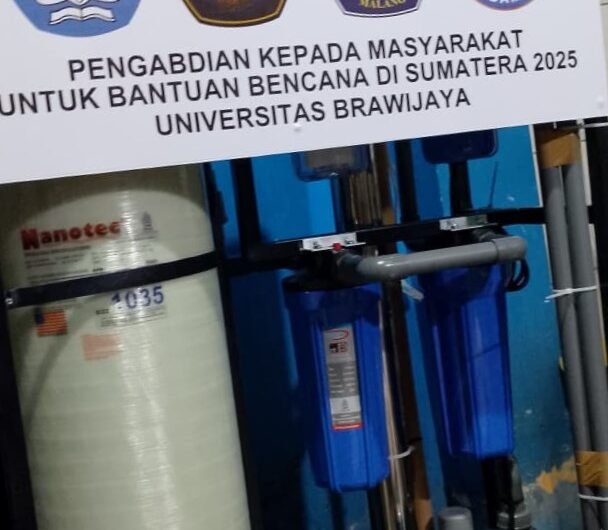 MALANG
PENGABDIAN KEPADA MASYARAKAT
UNTUK BANTUAN BENCANA DI SUMATERA 2025
UNIVERSITAS BRAWIJAYA
Nanotec
1035